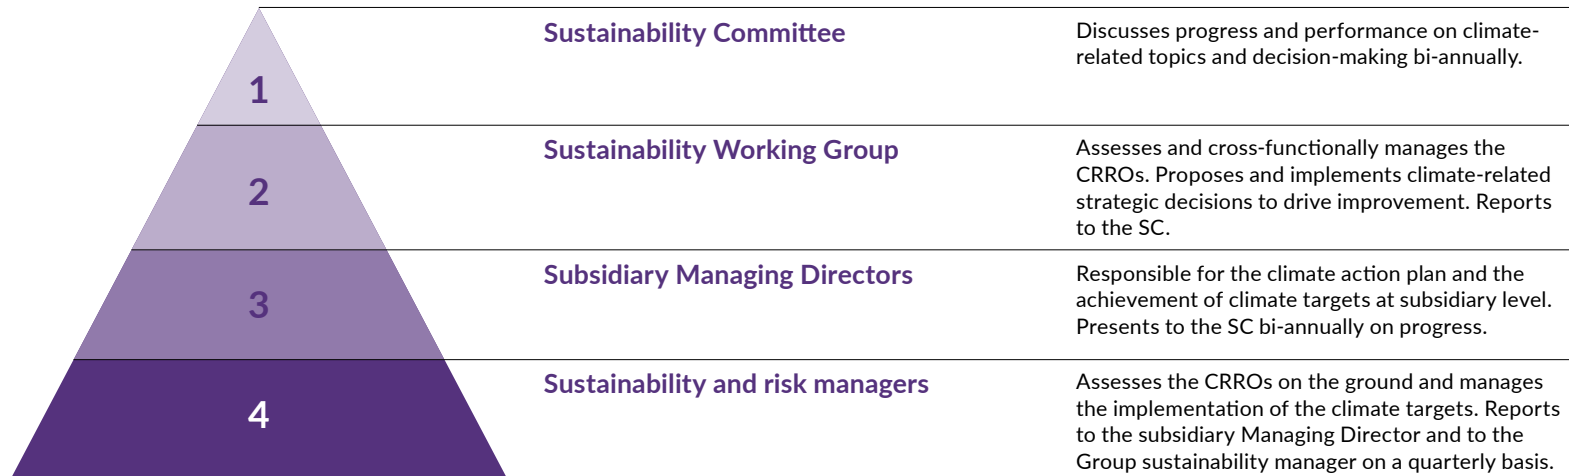 1
Sustainability Committee
Discusses progress and performance on climate-
related topics and decision-making bi-annually.
2
Sustainability Working Group
Assesses and cross-functionally manages the
CRROs. Proposes and implements climate-related
strategic decisions to drive improvement. Reports
to the SC.
3
Subsidiary Managing Directors
Responsible for the climate action plan and the
achievement of climate targets at subsidiary level.
Presents to the SC bi-annually on progress.
4
Sustainability and risk managers
Assesses the CRROs on the ground and manages
the implementation of the climate targets. Reports
to the subsidiary Managing Director and to the
Group sustainability manager on a quarterly basis.